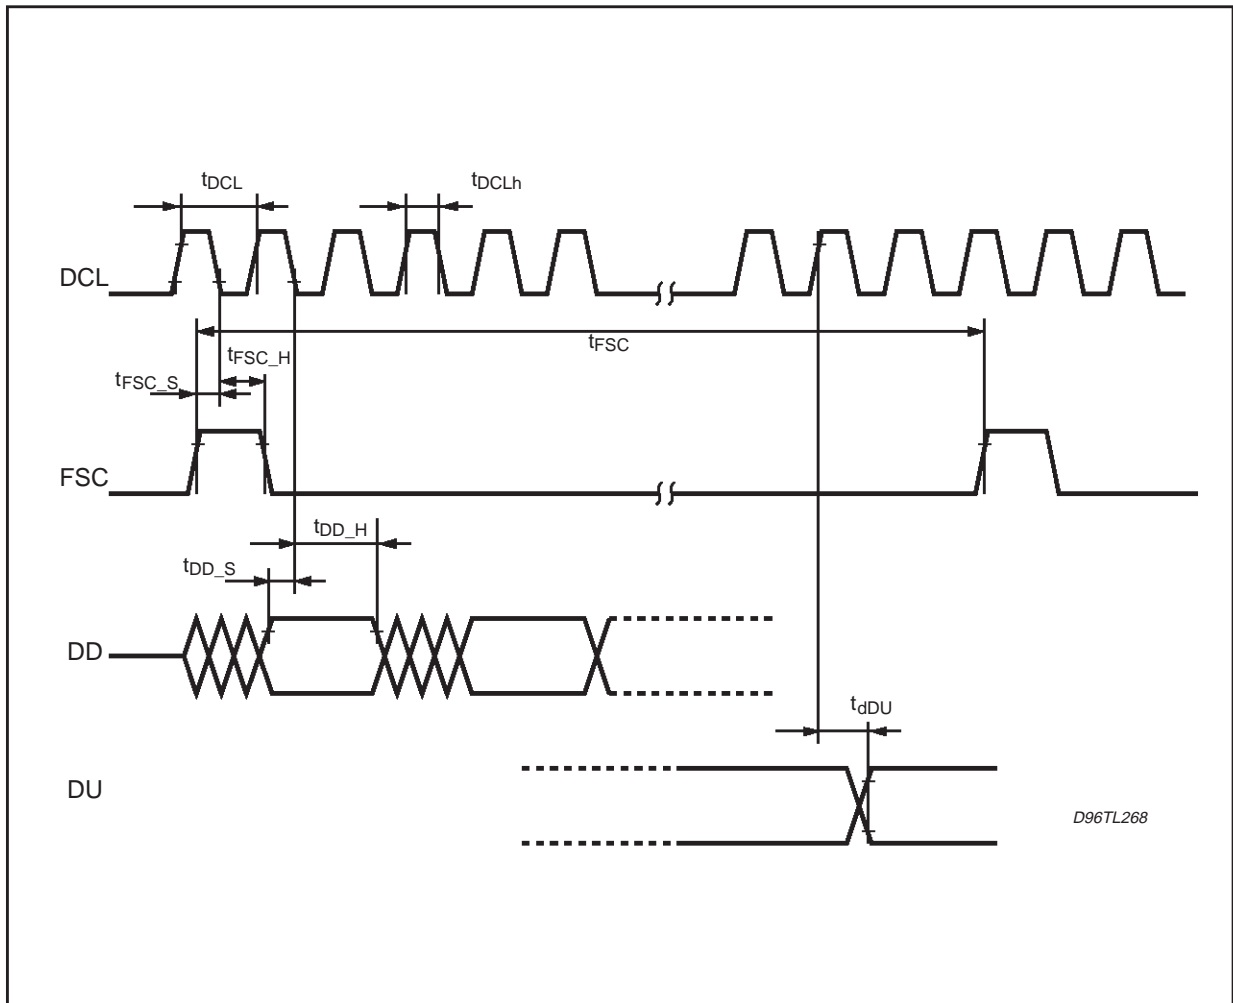 tDCL
tDCLh
DCL
tFSC
tFSC_H
tFSC_S
FSC
tDD_H
tDD_S
DD
tdDU
DU
D96TL268